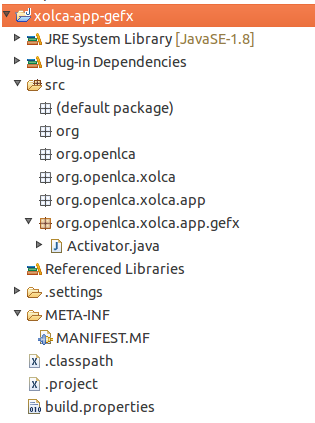 xolca-app-gefx
JRE System Library [JavaSE-1.8]
Plug-in Dependencies
src
(default package)
org
org.openlca
org.openlca.xolca
org.openlca.xolca.app
org.openlca.xolca.app.gefx
Activator.java
Referenced Libraries
.settings
META-INF
MANIFEST.MF
.classpath
.project
build.properties